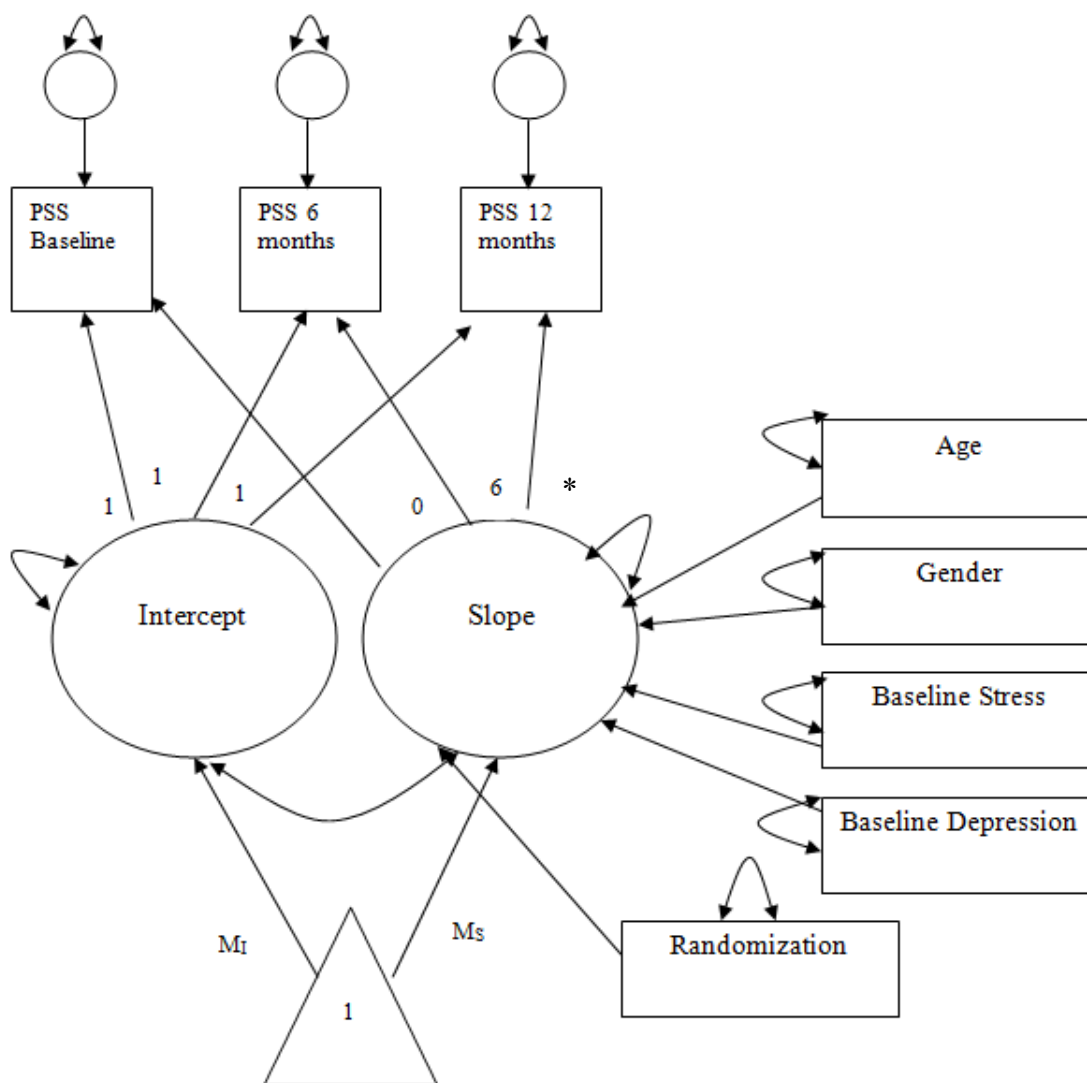 PSS
Baseline
PSS 6
months
PSS 12
months
1
1
1
0
6
*
Age
Gender
Intercept
Slope
Baseline Stress
Baseline Depression
MI
MS
Randomization
1